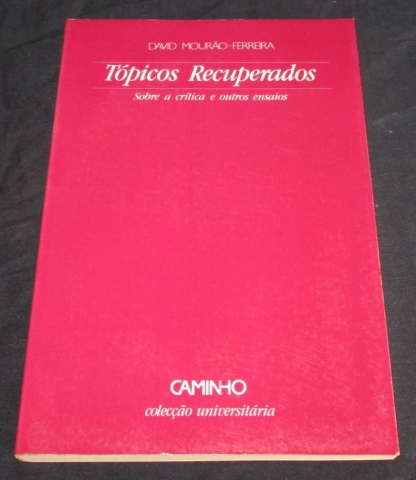 DAVID MOURÃO-FERREIRA
Tópicos Recuperados
Sobre a crítica e outros ensaios
CAMINHO
colecção universitária